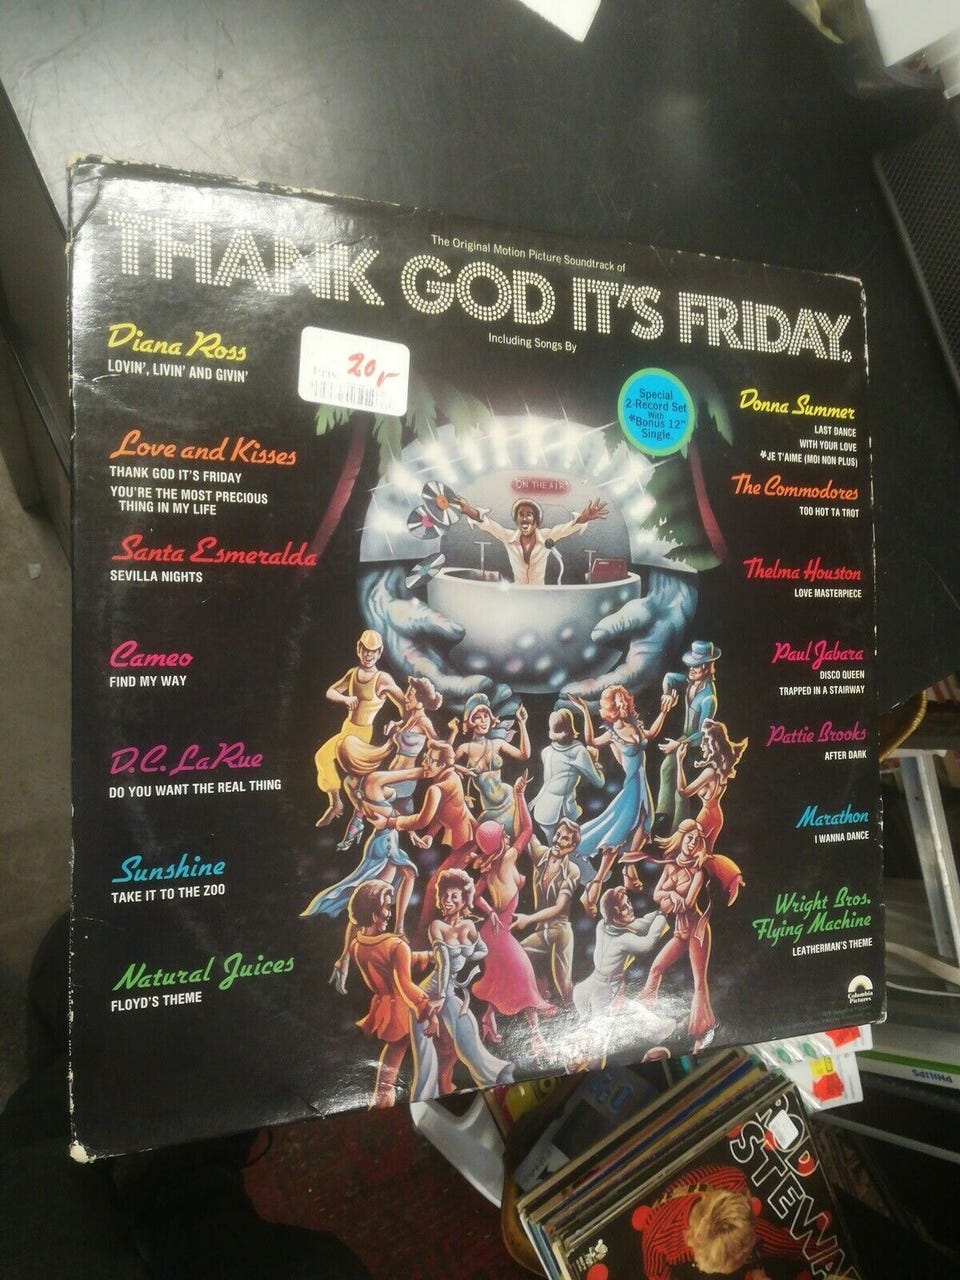 The Original Motion Picture Soundtrack of
THANK GOD IT'S FRIDAY.
Including Songs By
Diana Ross
LOVIN', LIVIN' AND GIVIN'
Love and Kisses
THANK GOD IT'S FRIDAY
YOU'RE THE MOST PRECIOUS
THING IN MY LIFE
Santa Esmeralda
SEVILLA NIGHTS
Cameo
FIND MY WAY
D.C. LaRue
DO YOU WANT THE REAL THING
Sunshine
TAKE IT TO THE ZOO
Natural Juices
FLOYD'S THEME
20,-
Special
2-Record Set
With
*Bonus 12"
Single.
ON THE AIR
Donna Summer
LAST DANCE
WITH YOUR LOVE
*JE T'AIME (MOI NON PLUS)
The Commodores
TOO HOT TA TROT
Thelma Houston
LOVE MASTERPIECE
Paul Jabara
DISCO QUEEN
TRAPPED IN A STAIRWAY
Pattie Brooks
AFTER DARK
Marathon
I WANNA DANCE
Wright Bros.
Flying Machine
LEATHERMAN'S THEME
Columbia
Pictures
PHILIPS
ROD
STEWA